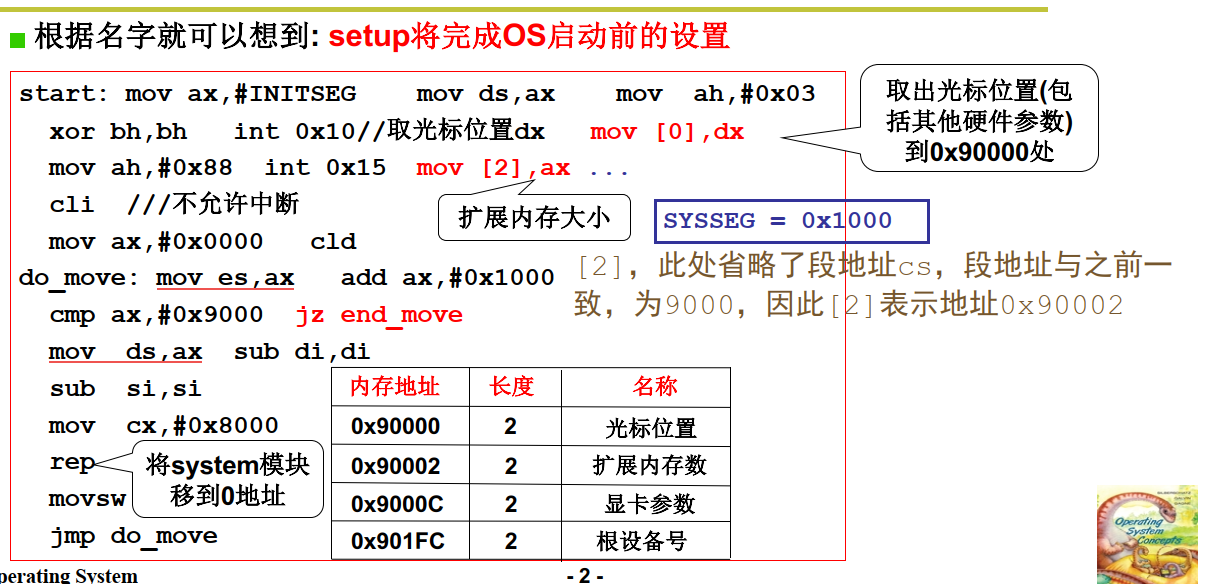 根据名字就可以想到: setup将完成OS启动前的设置
start: mov ax,#INITSEG mov ds,ax mov ah,#0x03
xor bh,bh int 0x10//取光标位置dx mov [0],dx
mov ah,#0x88 int 0x15 mov [2],ax ...
cli ///不允许中断
mov ax,#0x0000 cld
do_move: mov es,ax add ax,#0x1000
cmp ax,#0x9000 jz end_move
mov ds,ax sub di,di
sub si,si
mov cx,#0x8000
rep
movsw
jmp do_move
取出光标位置(包
括其他硬件参数)
到0x90000处
扩展内存大小
SYSSEG = 0x1000
[2]，此处省略了段地址cs，段地址与之前一
致，为9000，因此[2]表示地址0x90002
将system模块
移到0地址
内存地址 长度 名称
0x90000 2 光标位置
0x90002 2 扩展内存数
0x9000C 2 显卡参数
0x901FC 2 根设备号
Operating
System
Concepts
perating System
- 2 -